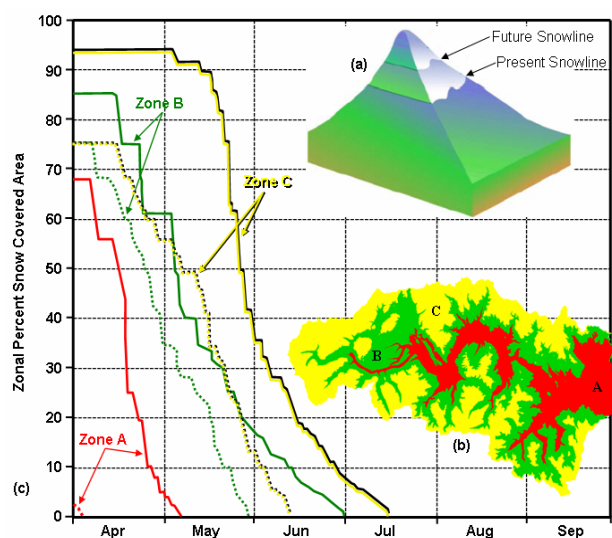 100
90
80
70
60
50
40
30
20
10
0
Zonal Percent Snow Covered Area
Future Snowline
Present Snowline
(a)
Zone B
Zone C
Zone A
(c)
C
B
A
(b)
Apr May Jun Jul Aug Sep